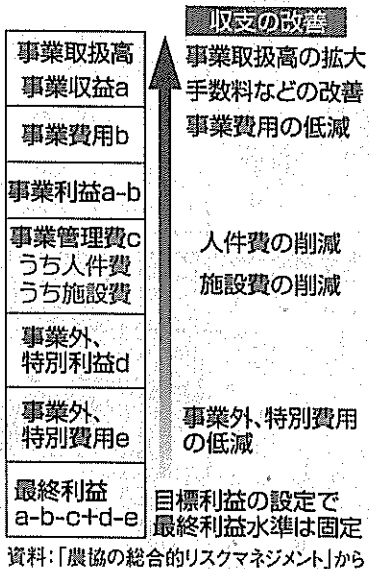 収支の改善
事業取扱高
事業収益a
事業費用b
事業利益a-b
事業管理費c
うち人件費
うち施設費
事業外、
特別利益d
事業外、
特別費用e
最終利益
a-b-c+d-e
事業取扱高の拡大
手数料などの改善
事業費用の低減
人件費の削減
施設費の削減
事業外、特別費用
の低減
目標利益の設定で
最終利益水準は固定
資料:「農協の総合的リスクマネジメント」から